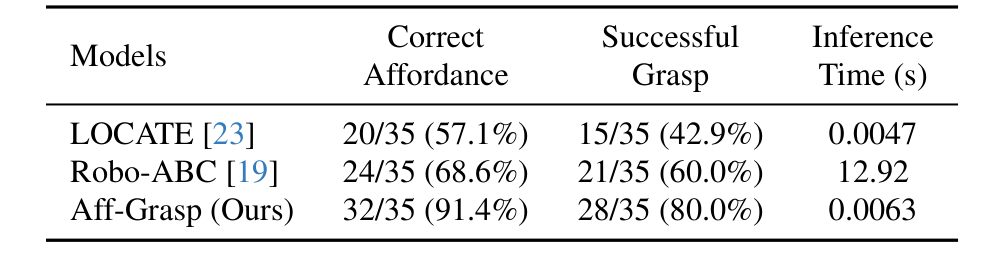 Models Correct Affordance Successful Grasp Inference Time (s)
LOCATE [23] 20/35 (57.1%) 15/35 (42.9%) 0.0047
Robo-ABC [19] 24/35 (68.6%) 21/35 (60.0%) 12.92
Aff-Grasp (Ours) 32/35 (91.4%) 28/35 (80.0%) 0.0063